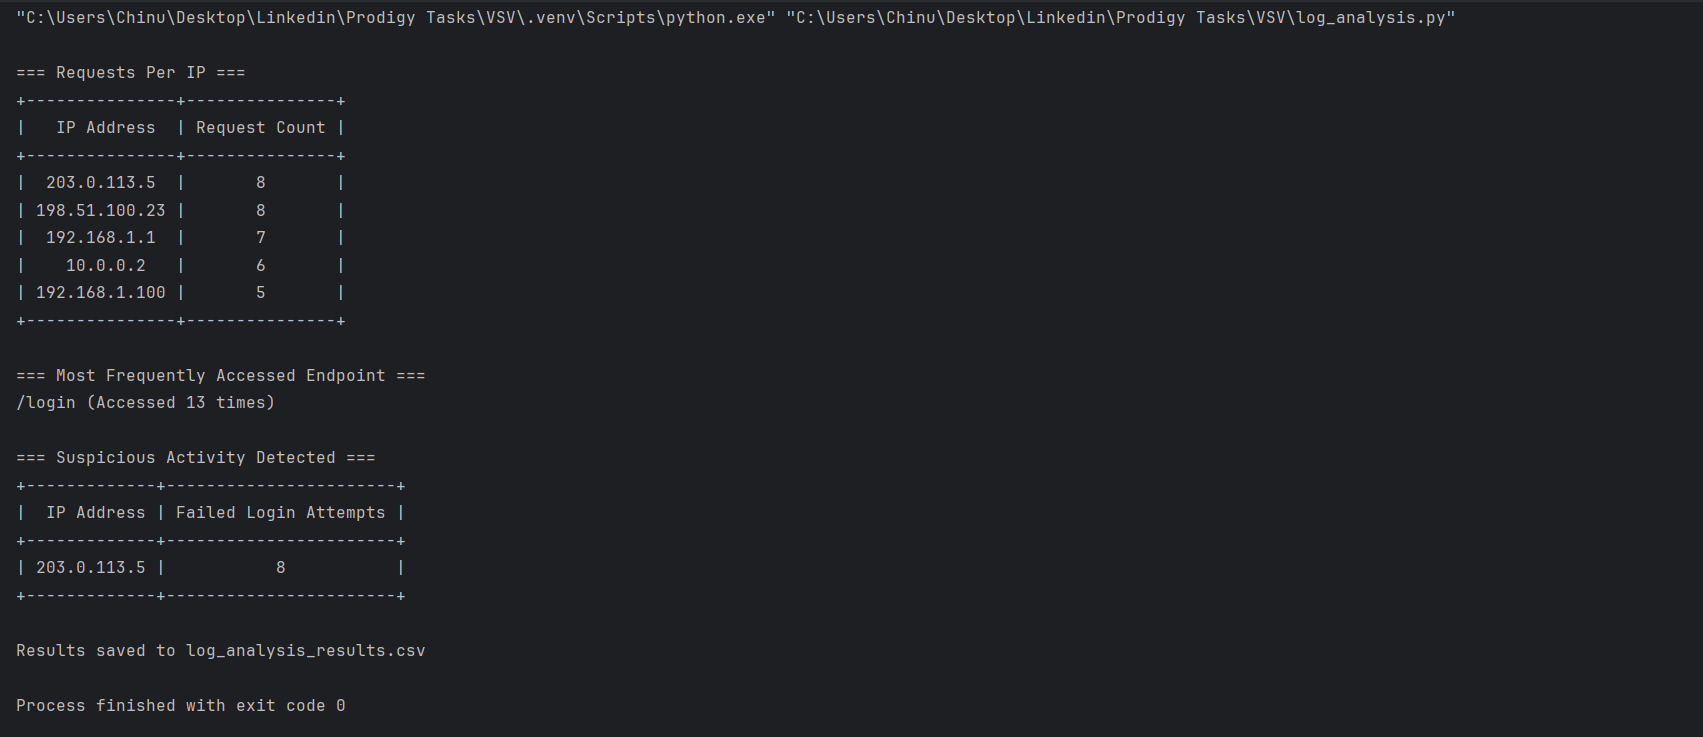 "C:\Users\Chinu\Desktop\Linkedin\Prodigy Tasks\VSV\.venv\Scripts\python.exe" "C:\Users\Chinu\Desktop\Linkedin\Prodigy Tasks\VSV\log_analysis.py"

=== Requests Per IP ===
+---------------+---------------+
|   IP Address  | Request Count |
+---------------+---------------+
|  203.0.113.5  |       8       |
| 198.51.100.23 |       8       |
|  192.168.1.1  |       7       |
|    10.0.0.2   |       6       |
| 192.168.1.100 |       5       |
+---------------+---------------+

=== Most Frequently Accessed Endpoint ===
/login (Accessed 13 times)

=== Suspicious Activity Detected ===
+-------------+-----------------------+
|  IP Address | Failed Login Attempts |
+-------------+-----------------------+
| 203.0.113.5 |           8           |
+-------------+-----------------------+

Results saved to log_analysis_results.csv

Process finished with exit code 0